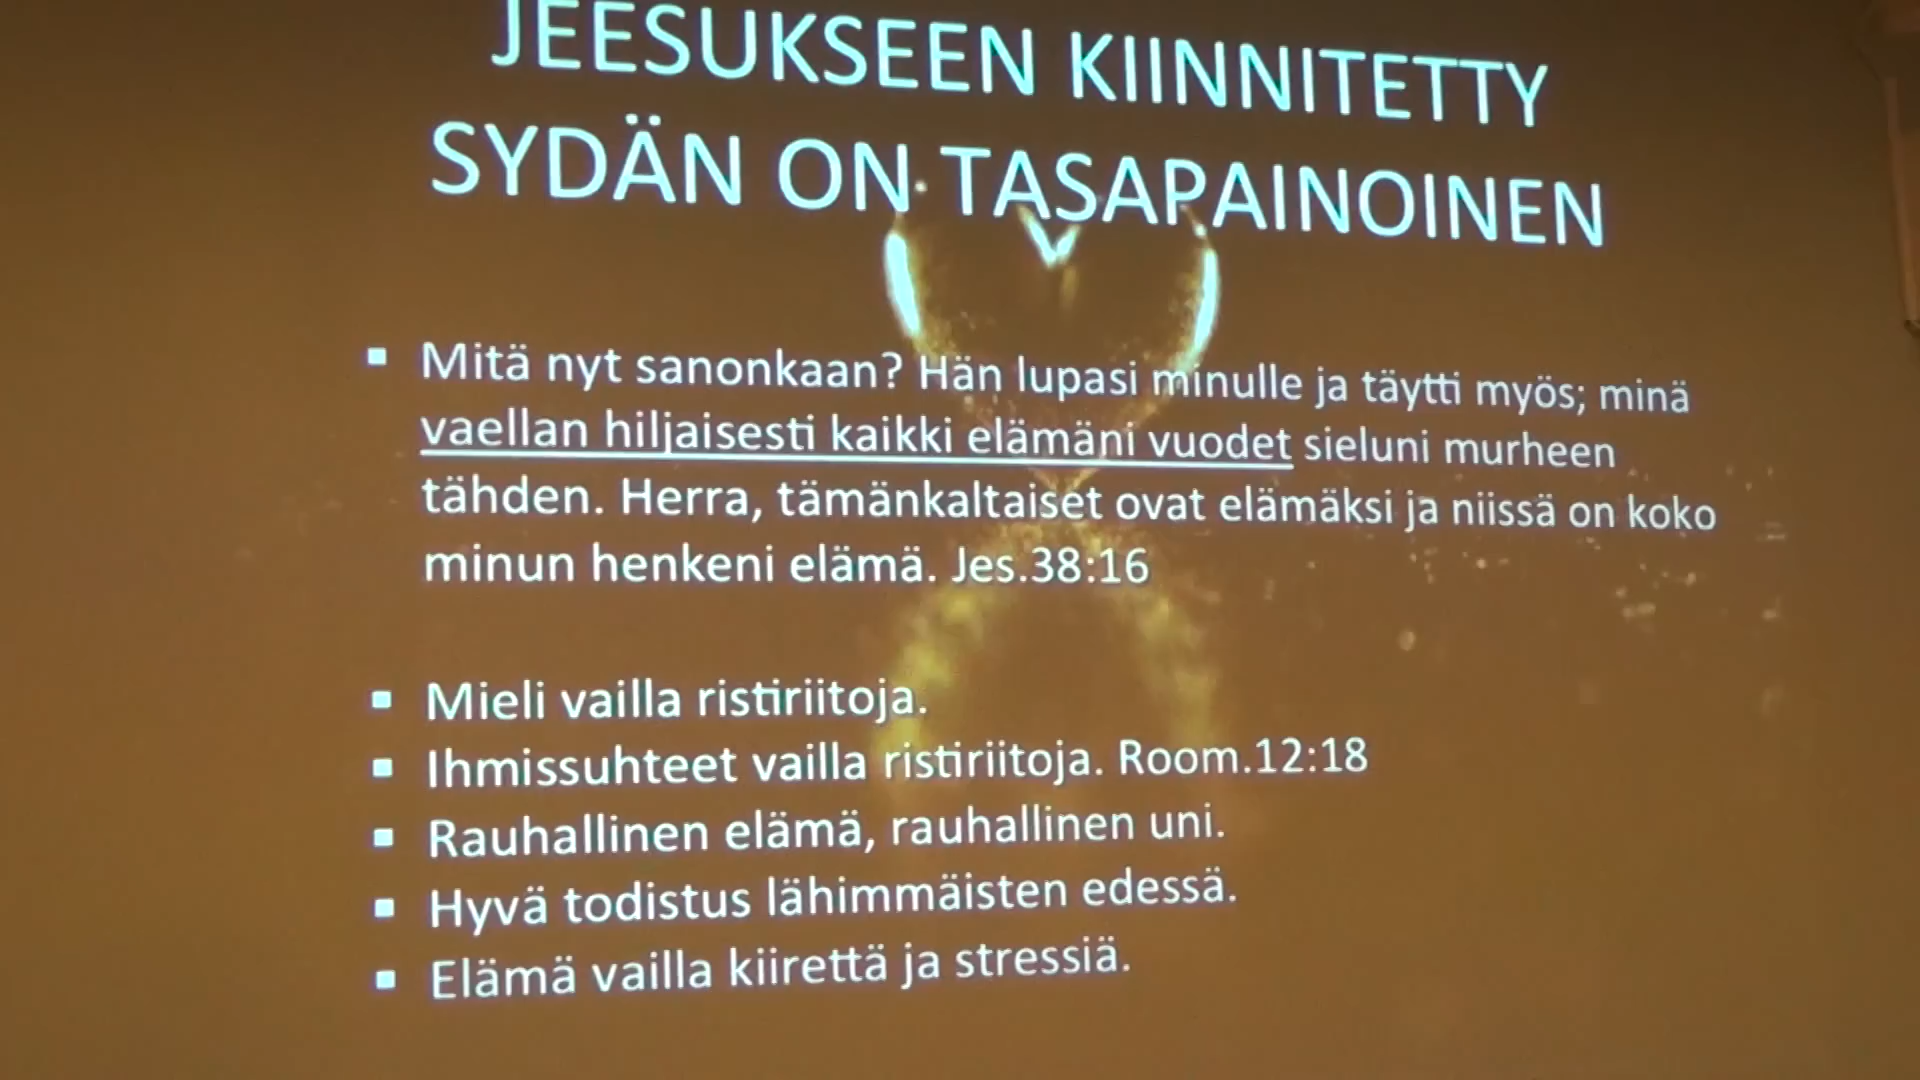 JEESUKSEEN KIINNITETTY
SYDÄN ON TASAPAINOINEN
▪ Mitä nyt sanonkaan? Hän lupasi minulle ja täytti myös; minä
vaellan hiljaisesti kaikki elämäni vuodet sieluni murheen
tähden. Herra, tämänkaltaiset ovat elämäksi ja niissä on koko
minun henkeni elämä. Jes.38:16
▪ Mieli vailla ristiriitoja.
▪ Ihmissuhteet vailla ristiriitoja. Room.12:18
▪ Rauhallinen elämä, rauhallinen uni.
▪ Hyvä todistus lähimmäisten edessä.
▪ Elämä vailla kiirettä ja stressiä.